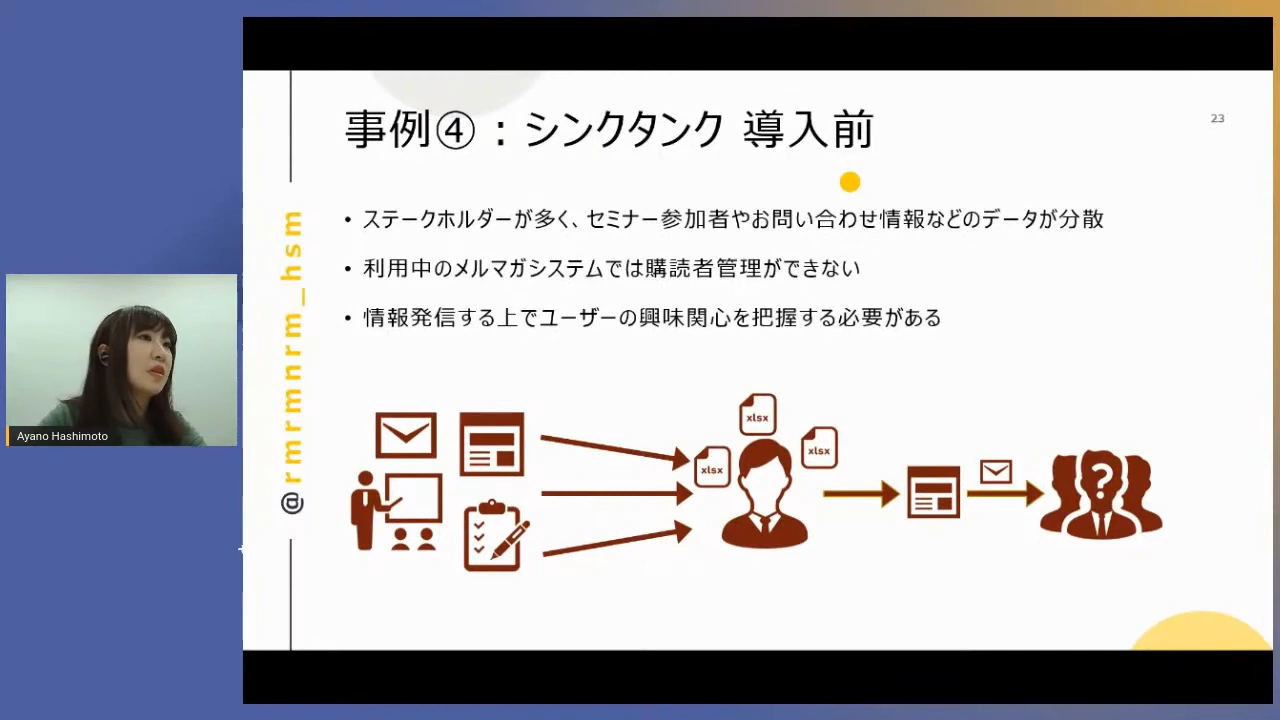 事例④：シンクタンク 導入前
23
• ステークホルダーが多く、セミナー参加者やお問い合わせ情報などのデータが分散
• 利用中のメルマガシステムでは購読者管理ができない
• 情報発信する上でユーザーの興味関心を把握する必要がある
@rmrmnrm_hsm
xlsx
xlsx
xlsx
?
Ayano Hashimoto